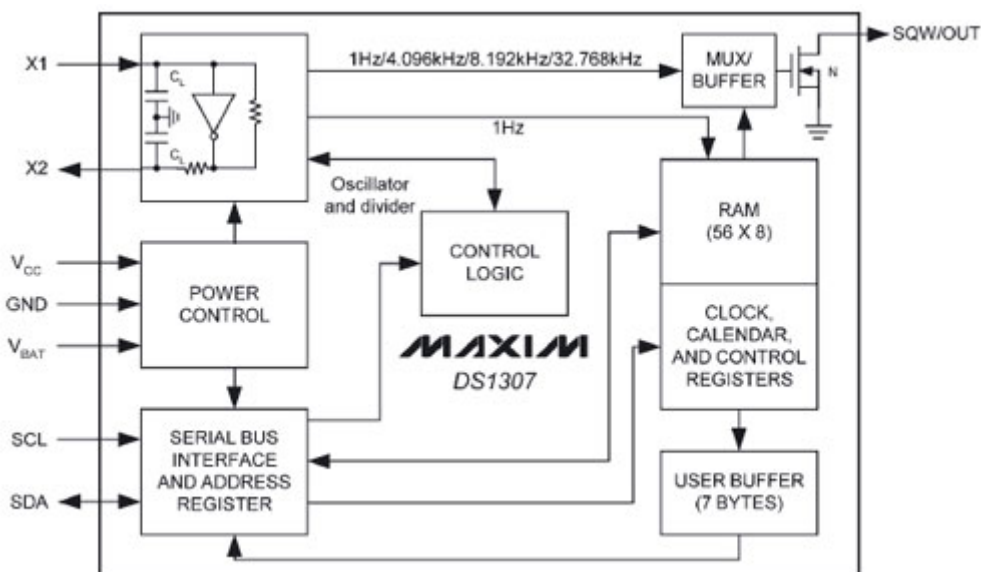 SQW/OUT
X1
1Hz/4.096kHz/8.192kHz/32.768kHz
MUX/
BUFFER
N
CL
1Hz
X2
CL
Oscillator
and divider
RAM
(56 X 8)
CONTROL
LOGIC
VCC
GND
VBAT
POWER
CONTROL
CLOCK,
CALENDAR,
AND CONTROL
REGISTERS
MAXIM
DS1307
SCL
SDA
SERIAL BUS
INTERFACE
AND ADDRESS
REGISTER
USER BUFFER
(7 BYTES)